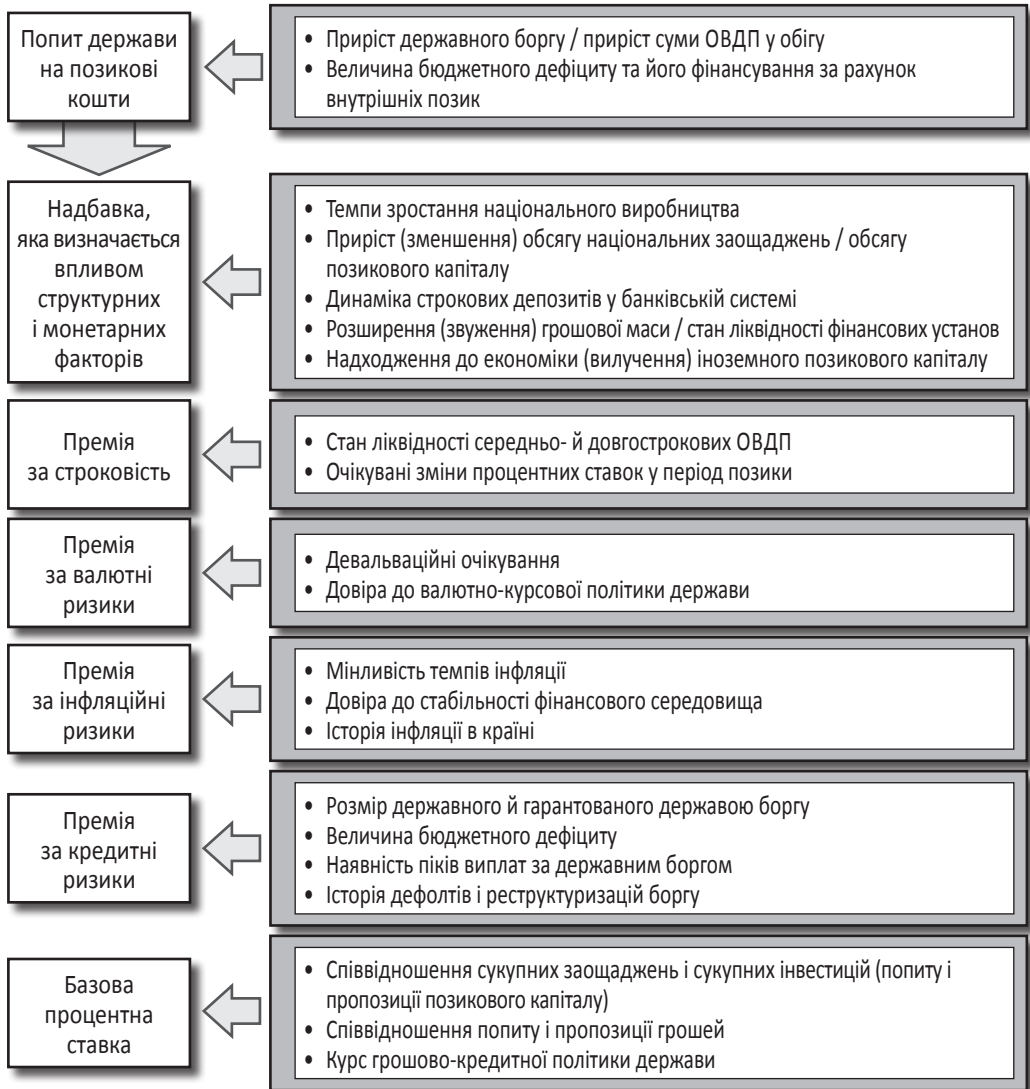 Попит держави
на позикові
кошти
• Приріст державного боргу / приріст суми ОВДП у обігу
• Величина бюджетного дефіциту та його фінансування за рахунок
внутрішніх позик
Надбавка,
яка визначається
впливом
структурних
і монетарних
факторів
• Темпи зростання національного виробництва
• Приріст (зменшення) обсягу національних заощаджень / обсягу
позикового капіталу
• Динаміка строкових депозитів у банківській системі
• Розширення (звуження) грошової маси / стан ліквідності фінансових установ
• Надходження до економіки (вилучення) іноземного позикового капіталу
Премія
за строковість
• Стан ліквідності середньо- й довгострокових ОВДП
• Очікувані зміни процентних ставок у період позики
Премія
за валютні
ризики
• Девальваційні очікування
• Довіра до валютно-курсової політики держави
Премія
за інфляційні
ризики
• Мінливість темпів інфляції
• Довіра до стабільності фінансового середовища
• Історія інфляції в країні
Премія
за кредитні
ризики
• Розмір державного й гарантованого державою боргу
• Величина бюджетного дефіциту
• Наявність піків виплат за державним боргом
• Історія дефолтів і реструктуризацій боргу
Базова
процентна
ставка
• Співвідношення сукупних заощаджень і сукупних інвестицій (попиту і
пропозиції позикового капіталу)
• Співвідношення попиту і пропозиції грошей
• Курс грошово-кредитної політики держави